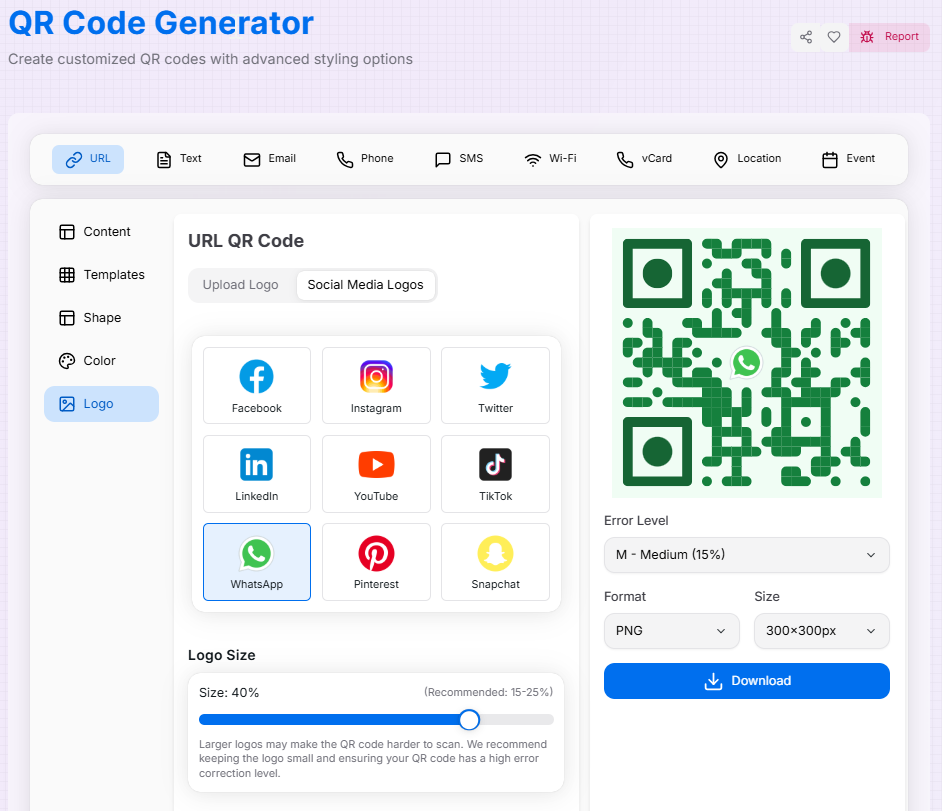 QR Code Generator
Create customized QR codes with advanced styling options
Report
URL
Text
Email
Phone
SMS
Wi-Fi
vCard
Location
Event
Content
Templates
Shape
Color
Logo
URL QR Code
Upload Logo
Social Media Logos
Facebook
Instagram
Twitter
LinkedIn
YouTube
TikTok
WhatsApp
Pinterest
Snapchat
Logo Size
Size: 40%
(Recommended: 15-25%)
Larger logos may make the QR code harder to scan. We recommend
keeping the logo small and ensuring your QR code has a high error
correction level.
Error Level
M - Medium (15%)
Format
Size
PNG
300×300px
Download